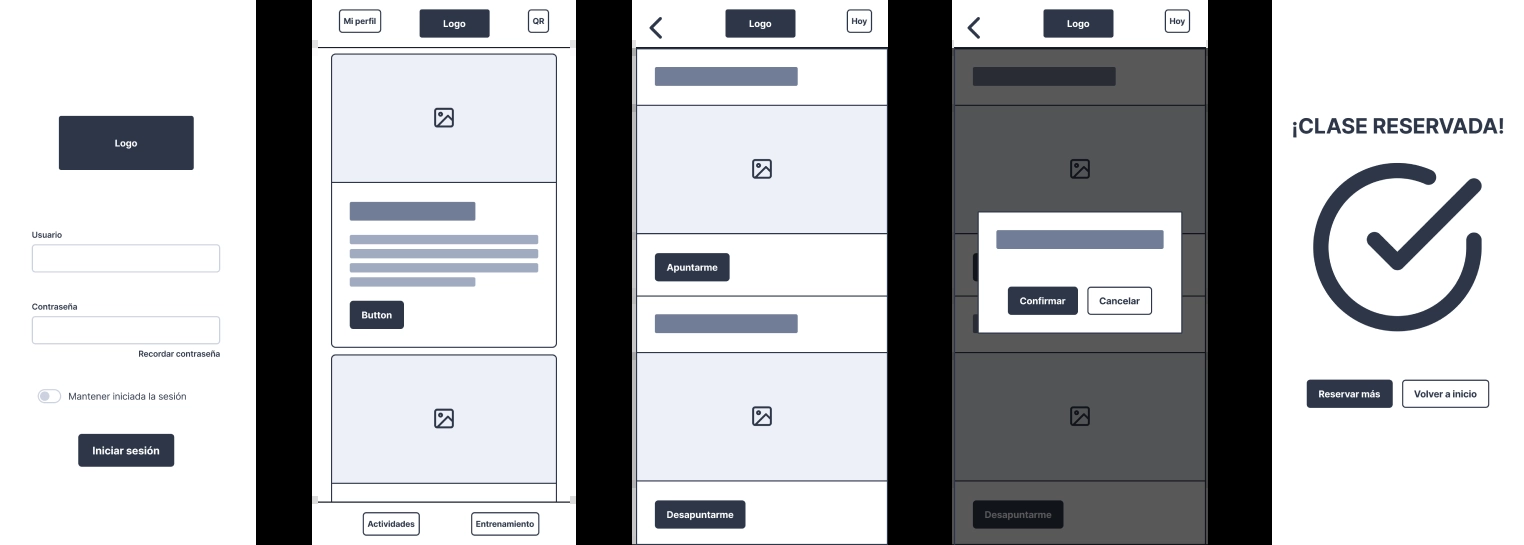 Logo
Usuario
Contraseña
Recordar contraseña
Mantener iniciada la sesión
Iniciar sesión
Mi perfil
Logo
QR
Button
Actividades
Entrenamiento
Logo
Hoy
Apuntarme
Desapuntarme
Logo
Hoy
Confirmar
Cancelar
Desapuntarme
¡CLASE RESERVADA!
Reservar más
Volver a inicio